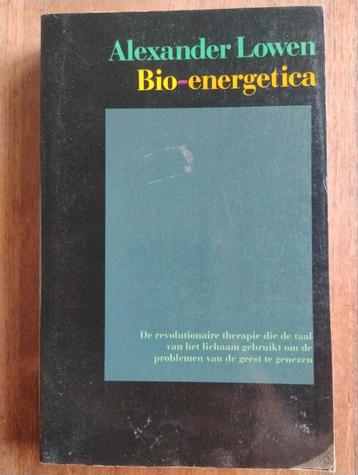 Alexander Lowen
Bio-energetica
De revolutionaire therapie die de taal
van het lichaam gebruikt om de
problemen van de geest te genezen